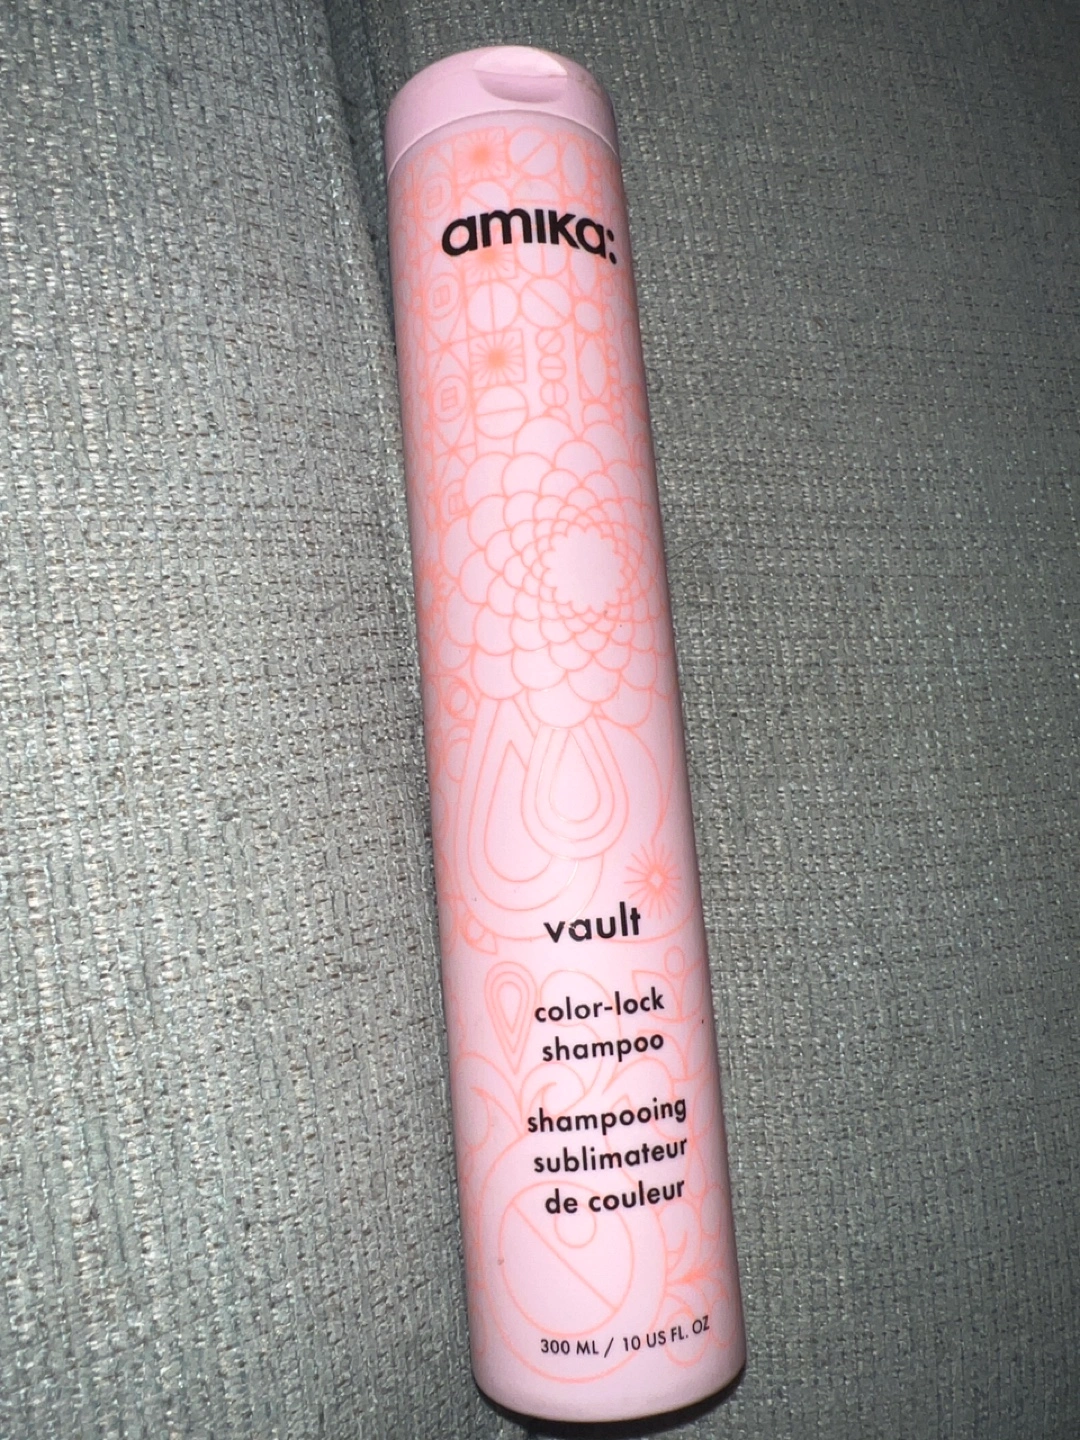 amika:
vault
color-lock
shampoo
shampooing
sublimateur
de couleur
300 ML / 10 US FL. OZ